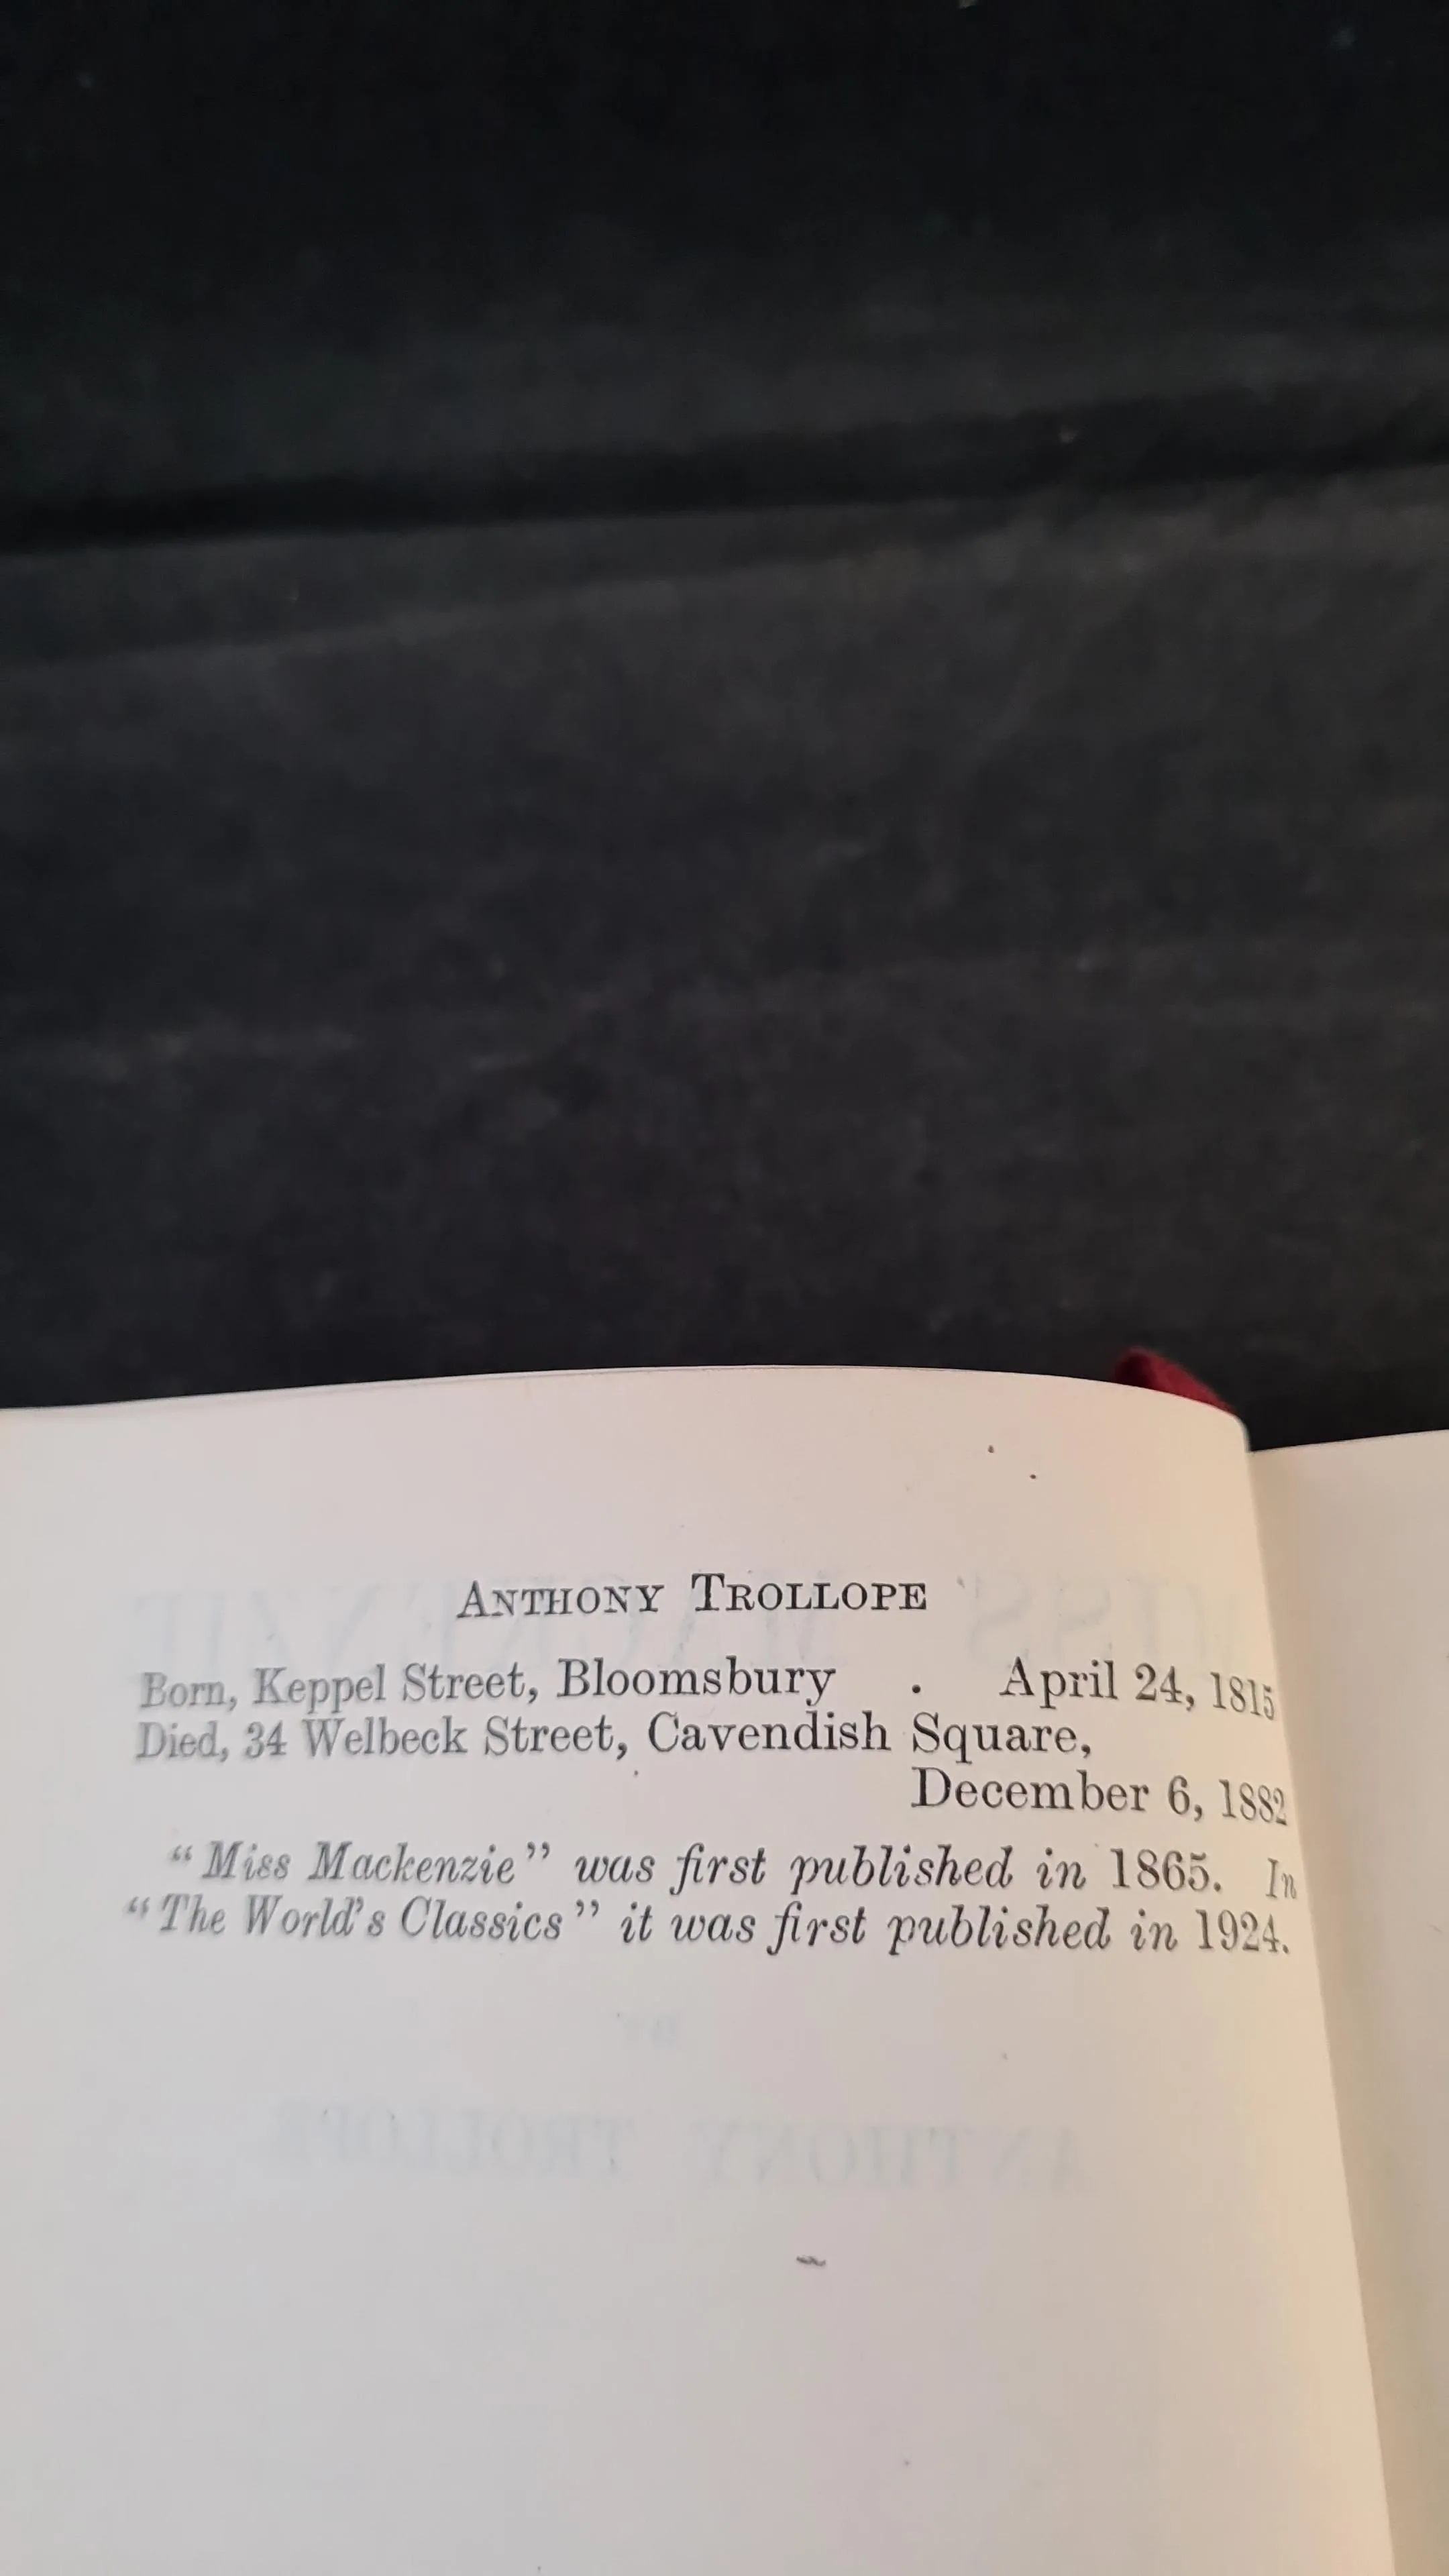 ANTHONY TROLLOPE
Born, Keppel Street, Bloomsbury . April 24, 1815
Died, 34 Welbeck Street, Cavendish Square,
December 6, 1882
“Miss Mackenzie” was first published in 1865. In
“The World's Classics” it was first published in 1924.